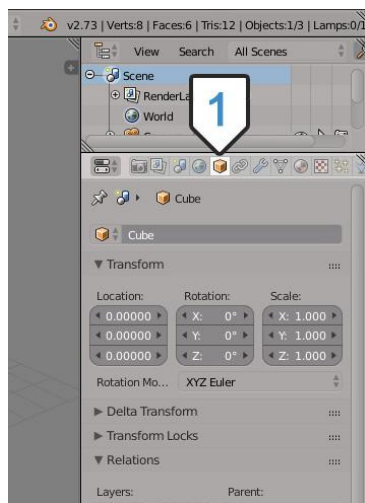 v2.73 | Verts:8 | Faces:6 | Tris:12 | Objects:1/3 | Lamps:0/1
View Search All Scenes
Scene
1
World
Cube
Cube
Transform
Location: Rotation: Scale:
0.00000 X: 0° X: 1.000
0.00000 Y: 0° Y: 1.000
0.00000 Z: 0° Z: 1.000
Rotation Mo... XYZ Euler
Delta Transform
Transform Locks
Relations
Layers: Parent: